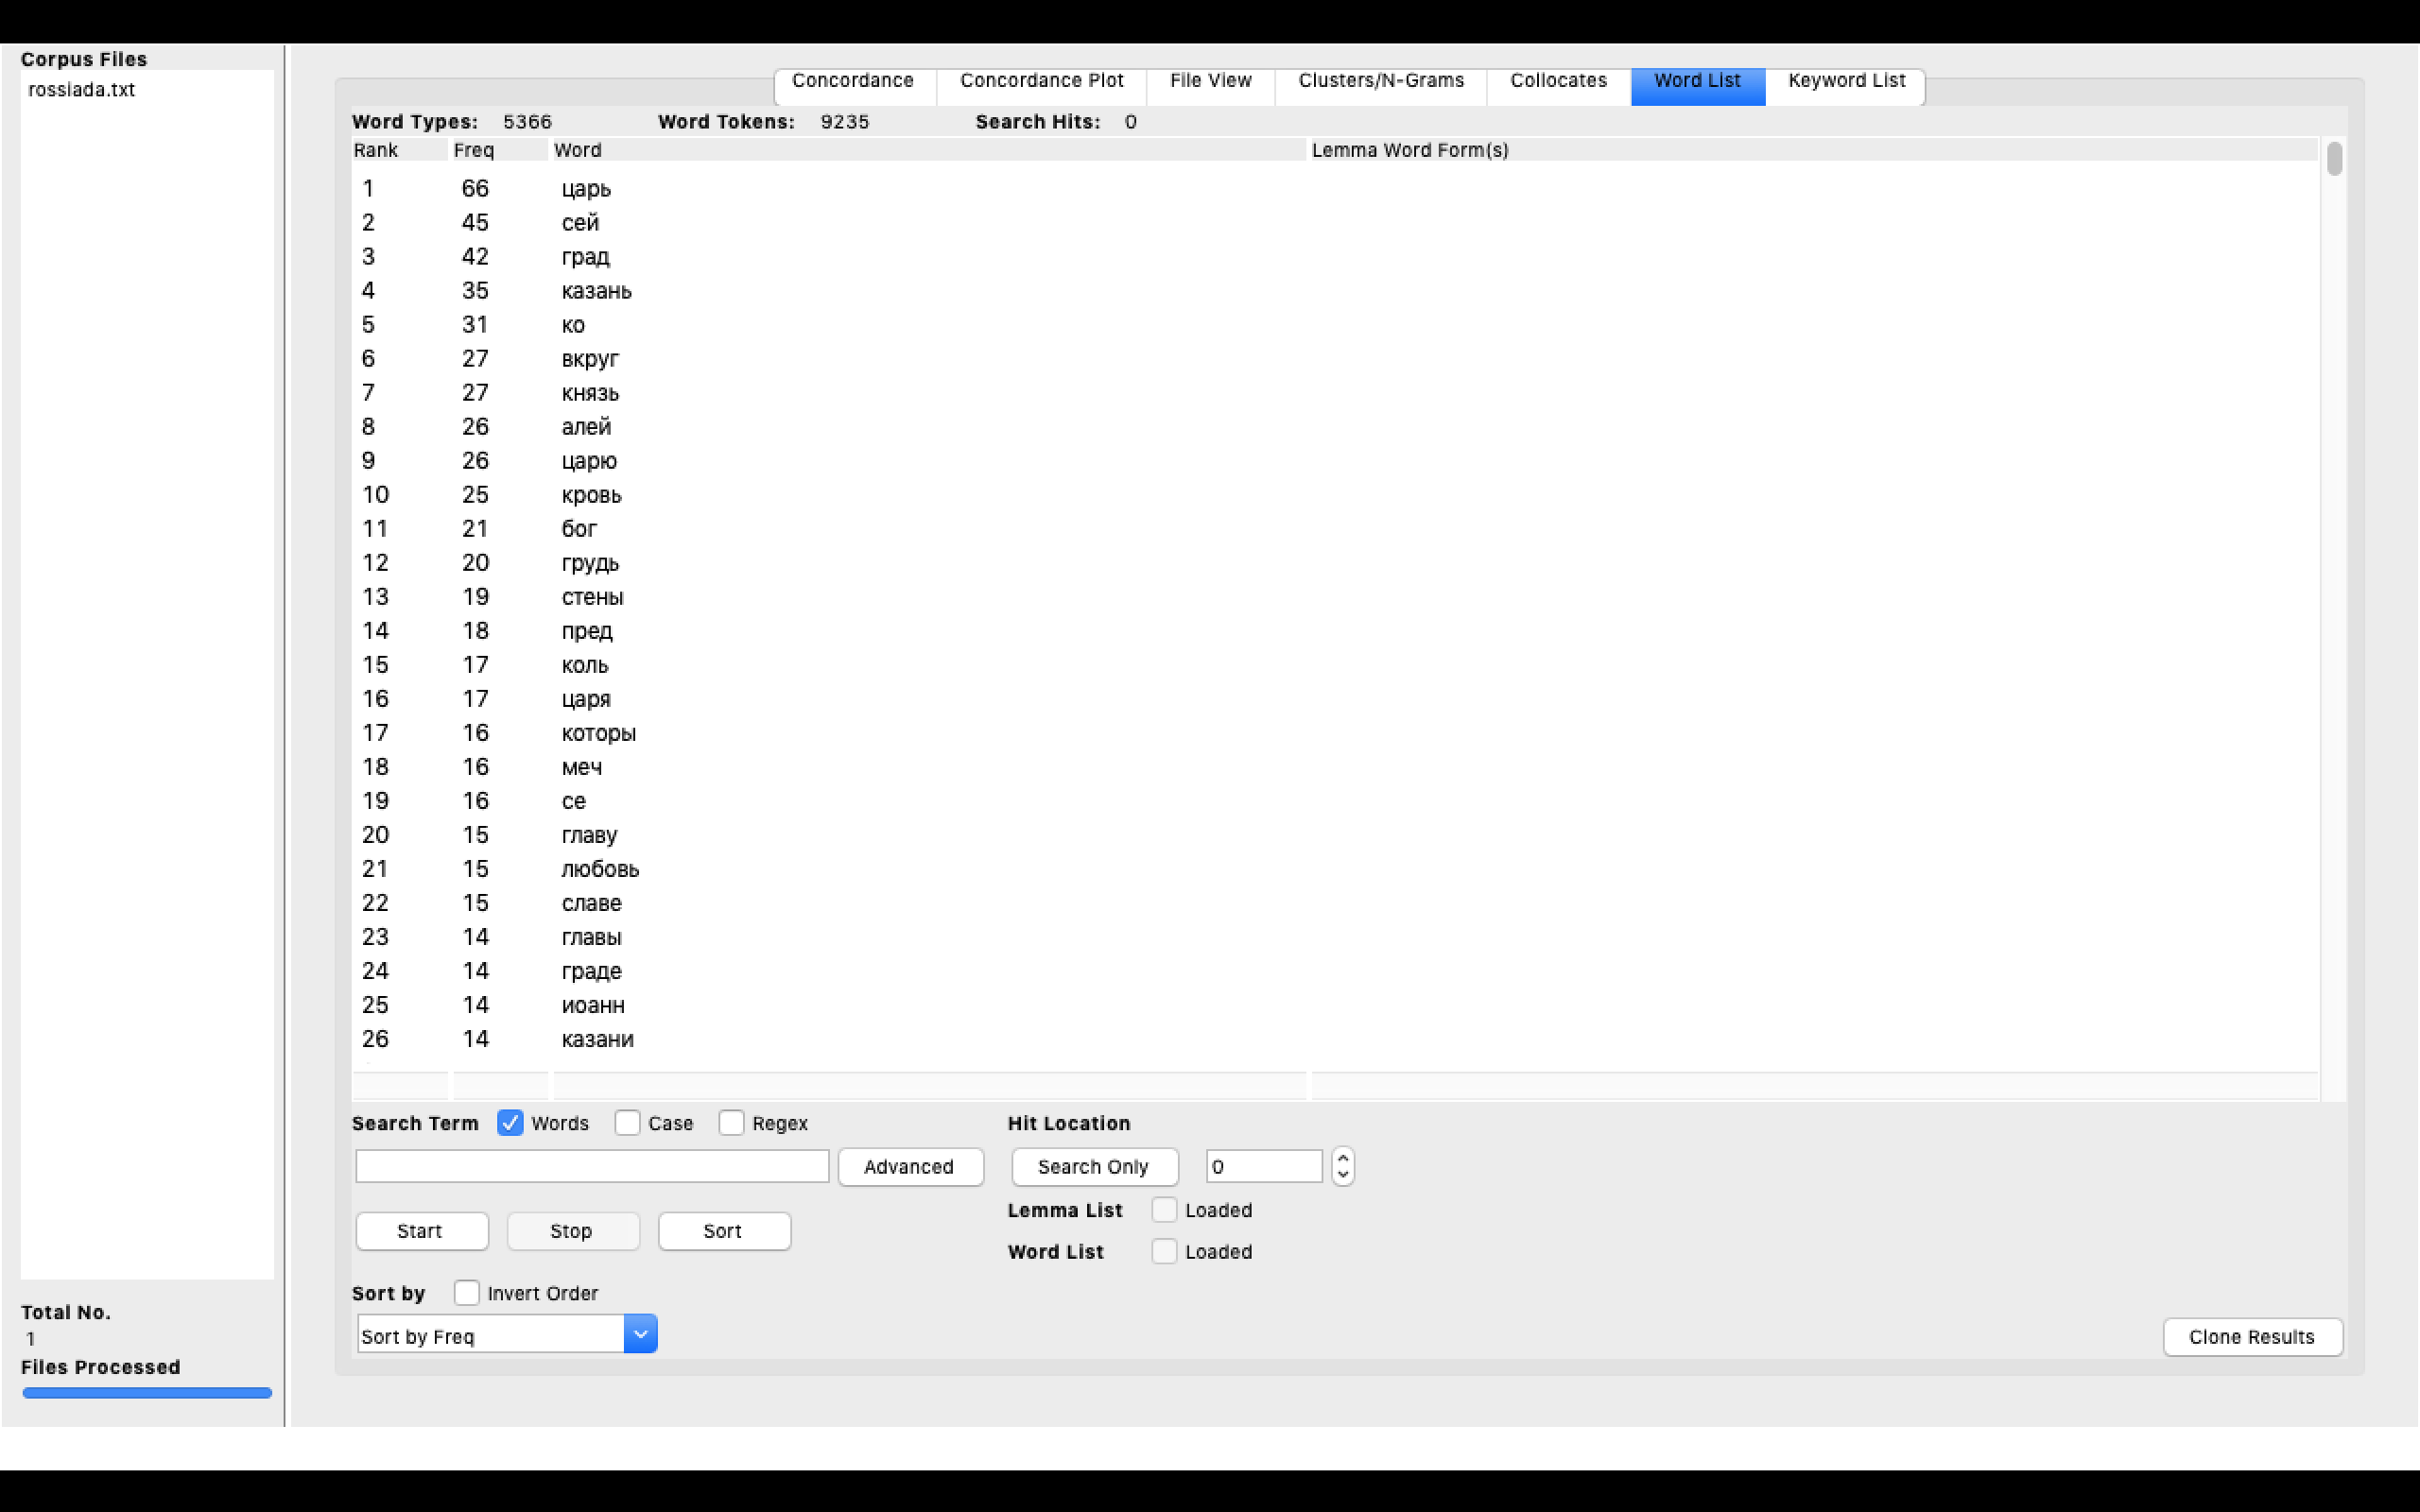 Corpus Files
rossiada.txt
Concordance Concordance Plot File View Clusters/N-Grams Collocates Word List Keyword List
Word Types: 5366 Word Tokens: 9235 Search Hits: 0
Rank Freq Word Lemma Word Form(s)
1 66 царь
2 45 сей
3 42 град
4 35 казань
5 31 ко
6 27 вкруг
7 27 князь
8 26 алей
9 26 царю
10 25 кровь
11 21 бог
12 20 грудь
13 19 стены
14 18 пред
15 17 коль
16 17 царя
17 16 которы
18 16 меч
19 16 се
20 15 главу
21 15 любовь
22 15 славе
23 14 главы
24 14 граде
25 14 иоанн
26 14 казани
Search Term Words Case Regex Hit Location
Advanced Search Only 0
Start Stop Sort
Lemma List Loaded
Word List Loaded
Sort by Invert Order
Sort by Freq
Total No.
1
Files Processed
Clone Results